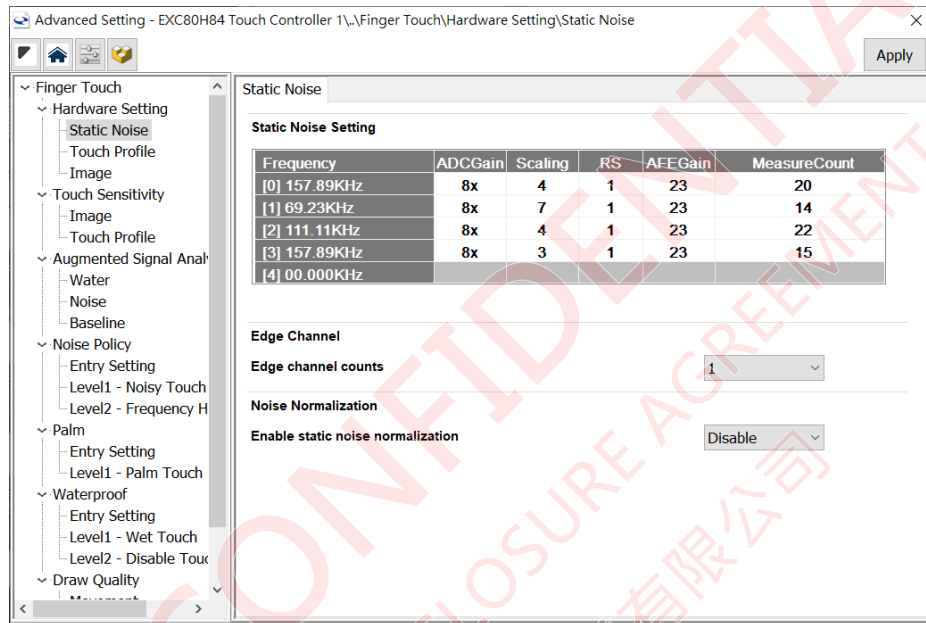 Advanced Setting - EXC80H84 Touch Controller 1\..\Finger Touch\Hardware Setting\Static Noise
Apply
Finger Touch
Hardware Setting
Static Noise
Touch Profile
Image
Touch Sensitivity
Image
Touch Profile
Augmented Signal Analy
Water
Noise
Baseline
Noise Policy
Entry Setting
Level1 - Noisy Touch
Level2 - Frequency H
Palm
Entry Setting
Level1 - Palm Touch
Waterproof
Entry Setting
Level1 - Wet Touch
Level2 - Disable Touc
Draw Quality
Static Noise
Static Noise Setting
Frequency ADCGain Scaling RS AFEGain MeasureCount
[0] 157.89KHz 8x 4 1 23 20
[1] 69.23KHz 8x 7 1 23 14
[2] 111.11KHz 8x 4 1 23 22
[3] 157.89KHz 8x 3 1 23 15
[4] 00.000KHz
Edge Channel
Edge channel counts 1
Noise Normalization
Enable static noise normalization Disable
CONFIDENTIA
CLOSURE AGREEMENT
有限公司